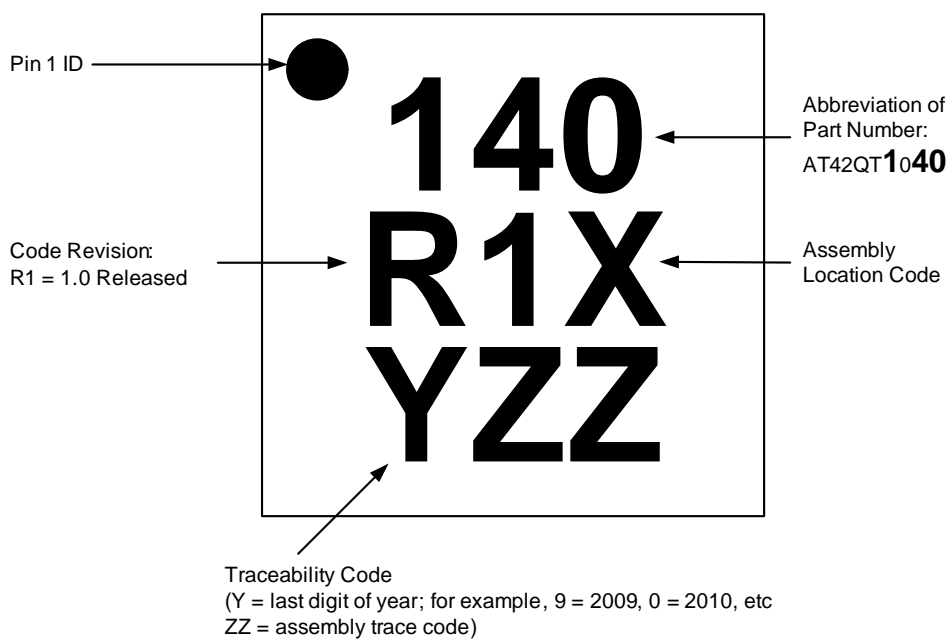 Pin 1 ID
140
Abbreviation of
Part Number:
AT42QT1040
Code Revision:
R1 = 1.0 Released
R1X
Assembly
Location Code
YZZ
Traceability Code
(Y = last digit of year; for example, 9 = 2009, 0 = 2010, etc
ZZ = assembly trace code)